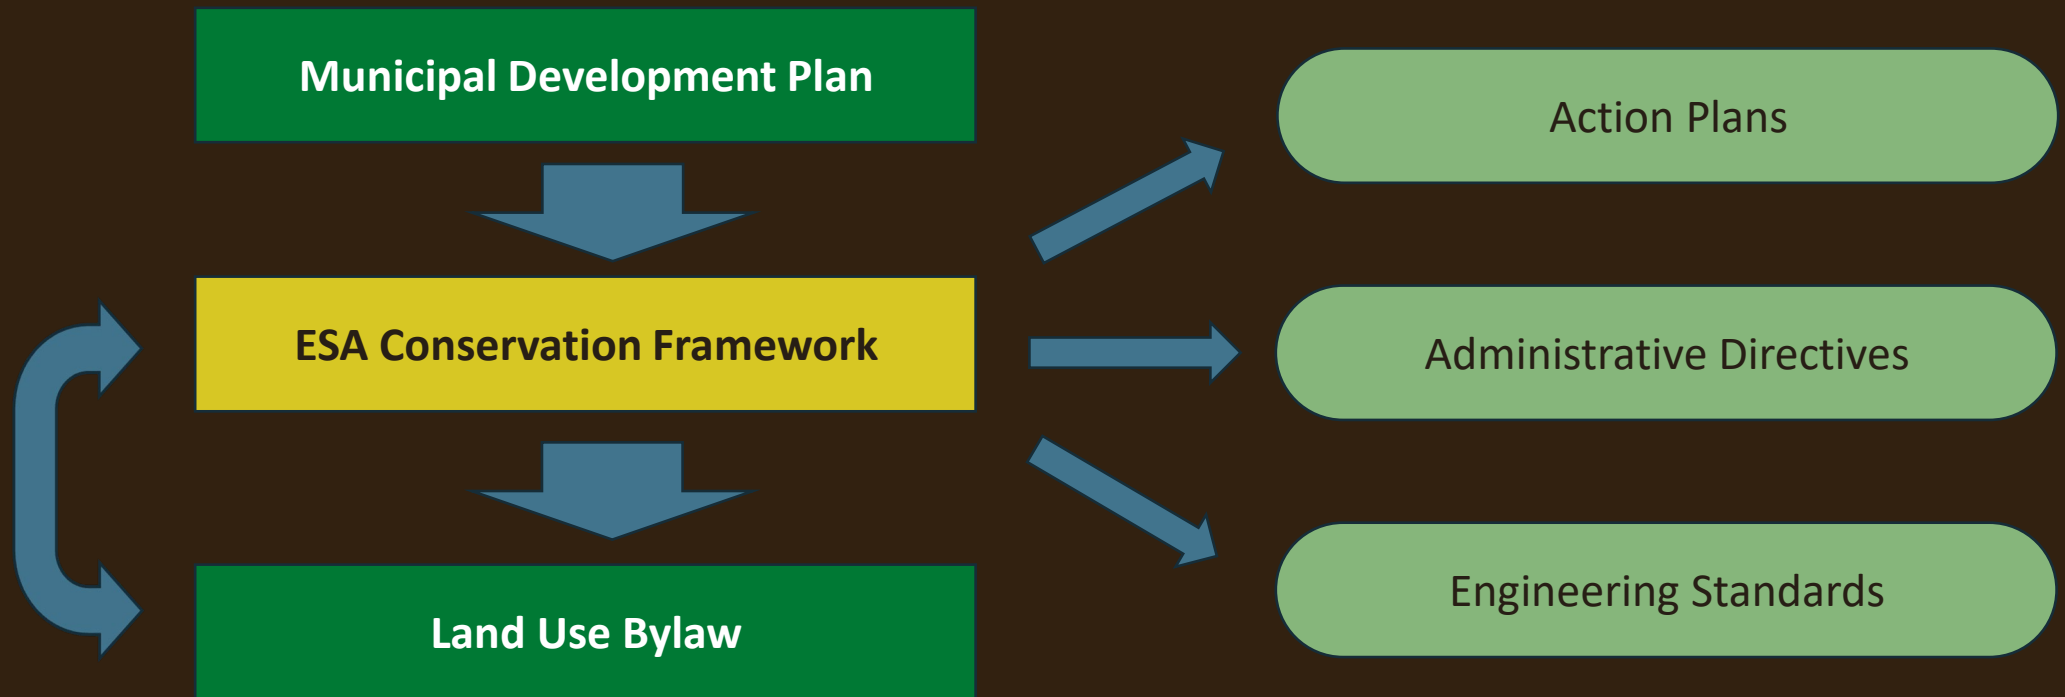 Municipal Development Plan
ESA Conservation Framework
Land Use Bylaw
Action Plans
Administrative Directives
Engineering Standards